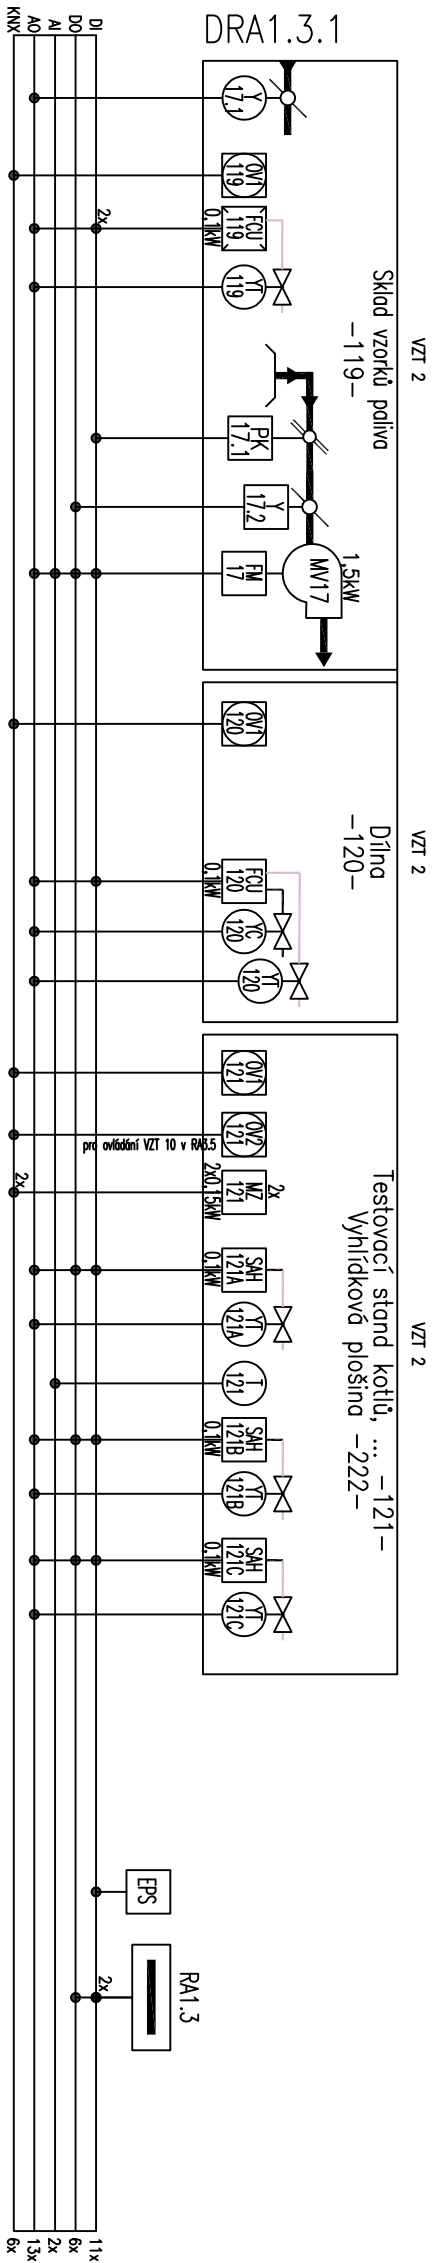 DRA1.3.1
KNX
AO
AI
DO
DI
VZT 2
Sklad vzorků paliva
-119-
Y
17.1
OV1
119
2x
FCU
119
0,1kW
YT
119
PK
17.1
Y
17.2
1,5kW
MV17
FM
17
VZT 2
Dílna
-120-
OV1
120
FCU
120
0,1kW
YC
120
YT
120
VZT 2
Testovací stand kotlů, ... -121-
Vyhlídková plošina -222-
OV1
121
OV2
121
pro ovládání VZT 10 v RA3.5
2x
MZ
121
2x0,15kW
2x
SAH
121A
0,1kW
YT
121A
T
121
SAH
121B
0,1kW
YT
121B
SAH
121C
0,1kW
YT
121C
EPS
RA1.3
2x
11x
6x
2x
13x
6x